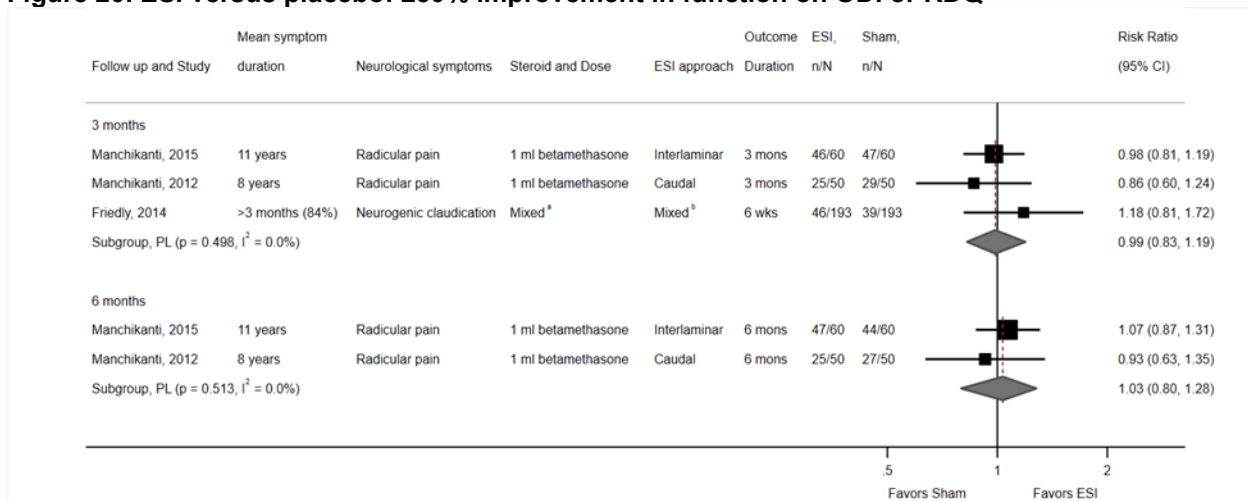 Figure 20. ESI versus placebo: ≥50% improvement in function on ODI or RDQ
Mean symptom Outcome ESI, Sham, Risk Ratio
Follow up and Study duration Neurological symptoms Steroid and Dose ESI approach Duration n/N n/N (95% CI)
3 months
Manchikanti, 2015 11 years Radicular pain 1 ml betamethasone Interlaminar 3 mons 46/60 47/60 0.98 (0.81, 1.19)
Manchikanti, 2012 8 years Radicular pain 1 ml betamethasone Caudal 3 mons 25/50 29/50 0.86 (0.60, 1.24)
Friedly, 2014 >3 months (84%) Neurogenic claudication Mixed a Mixed b 6 wks 46/193 39/193 1.18 (0.81, 1.72)
Subgroup, PL (p = 0.498, I² = 0.0%) 0.99 (0.83, 1.19)
6 months
Manchikanti, 2015 11 years Radicular pain 1 ml betamethasone Interlaminar 6 mons 47/60 44/60 1.07 (0.87, 1.31)
Manchikanti, 2012 8 years Radicular pain 1 ml betamethasone Caudal 6 mons 25/50 27/50 0.93 (0.63, 1.35)
Subgroup, PL (p = 0.513, I² = 0.0%) 1.03 (0.80, 1.28)
.5 1 2
Favors Sham Favors ESI